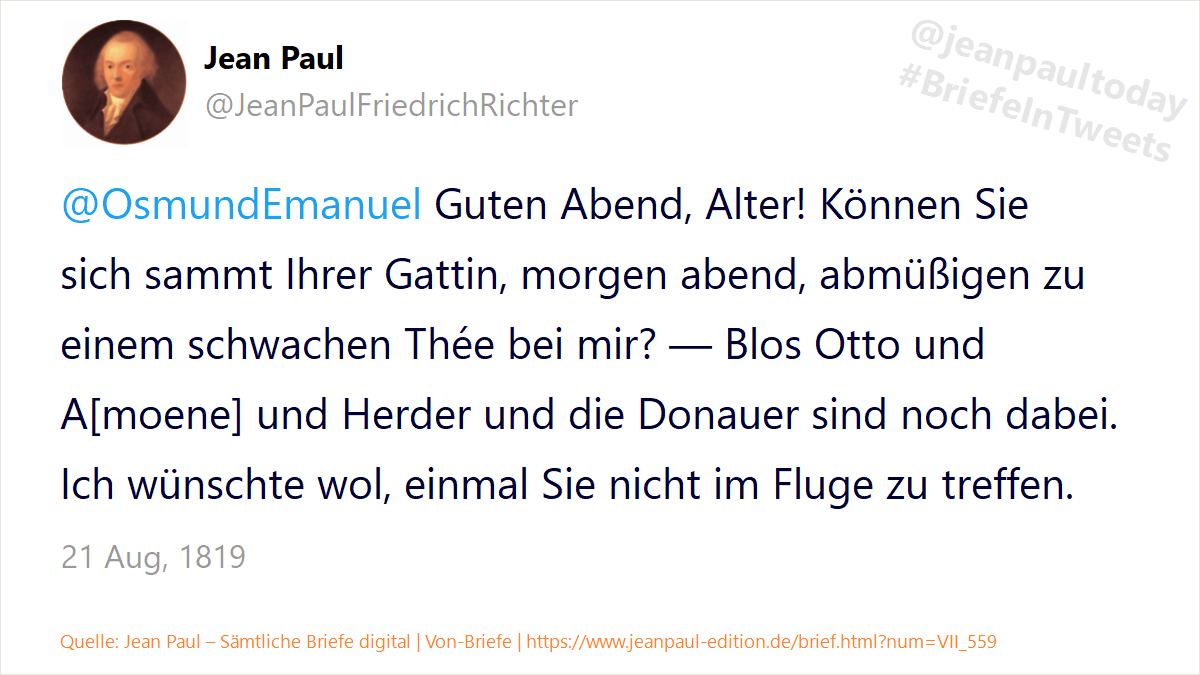 Jean Paul
@JeanPaulFriedrichRichter
@jeanpaultoday
#BriefeInTweets
@OsmundEmanuel Guten Abend, Alter! Können Sie
sich sammt Ihrer Gattin, morgen abend, abmüßigen zu
einem schwachen Thée bei mir? — Blos Otto und
A[moene] und Herder und die Donauer sind noch dabei.
Ich wünschte wol, einmal Sie nicht im Fluge zu treffen.
21 Aug, 1819
Quelle: Jean Paul – Sämtliche Briefe digital | Von-Briefe | https://www.jeanpaul-edition.de/brief.html?num=VII_559